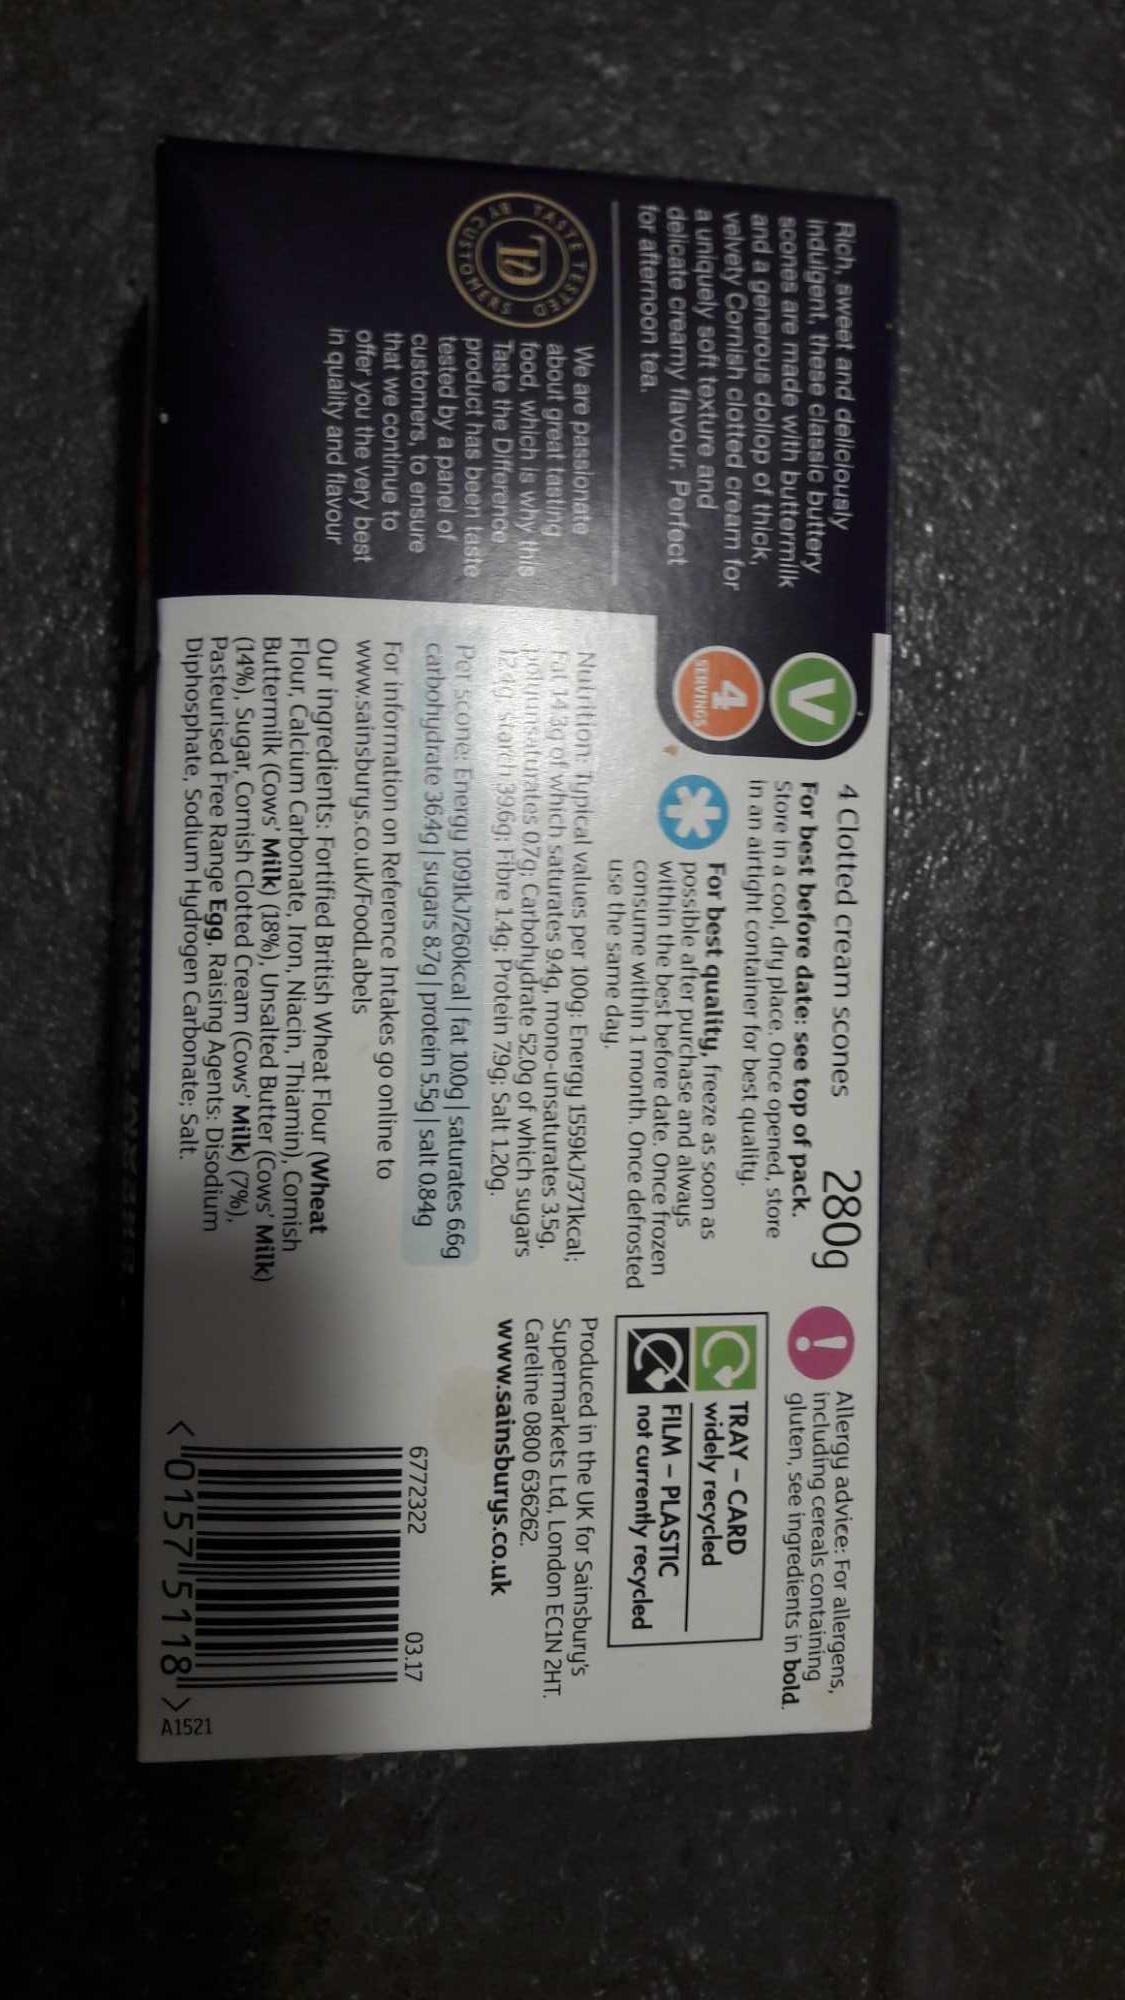 Rich, sweet and deliciously
indulgent, these classic buttery
scones are made with buttermilk
and a generous dollop of thick,
velvety Cornish clotted cream for
a uniquely soft texture and
delicate creamy flavour. Perfect
for afternoon tea.
TASTE TESTED
BY CUSTOMERS
TD
We are passionate
about great tasting
food, which is why this
Taste the Difference
product has been taste
tested by a panel of
customers, to ensure
that we continue to
offer you the very best
in quality and flavour
V
4
SERVINGS
4 Clotted cream scones 280g
For best before date: see top of pack.
Store in a cool, dry place. Once opened, store
in an airtight container for best quality.
For best quality, freeze as soon as
possible after purchase and always
within the best before date. Once frozen
consume within 1 month. Once defrosted
use the same day.
Nutrition: Typical values per 100g: Energy 1559kJ/371kcal;
Fat 14.3g of which saturates 9.4g, mono-unsaturates 3.5g,
polyunsaturates 0.7g; Carbohydrate 52.0g of which sugars
12.4g, starch 39.6g; Fibre 1.4g; Protein 7.9g; Salt 1.20g.
Per scone: Energy 1091kJ/260kcal | fat 10.0g | saturates 6.6g
carbohydrate 36.4g | sugars 8.7g | protein 5.5g | salt 0.84g
For information on Reference Intakes go online to
www.sainsburys.co.uk/FoodLabels
Our ingredients: Fortified British Wheat Flour (Wheat
Flour, Calcium Carbonate, Iron, Niacin, Thiamin), Cornish
Buttermilk (Cows' Milk) (18%), Unsalted Butter (Cows' Milk)
(14%), Sugar, Cornish Clotted Cream (Cows' Milk) (7%),
Pasteurised Free Range Egg, Raising Agents: Disodium
Diphosphate, Sodium Hydrogen Carbonate; Salt.
! Allergy advice: For allergens,
including cereals containing
gluten, see ingredients in bold.
TRAY – CARD
widely recycled
FILM – PLASTIC
not currently recycled
Produced in the UK for Sainsbury's
Supermarkets Ltd, London EC1N 2HT.
Careline 0800 636262.
www.sainsburys.co.uk
6772322 03.17
< 0157 5118 >
A1521